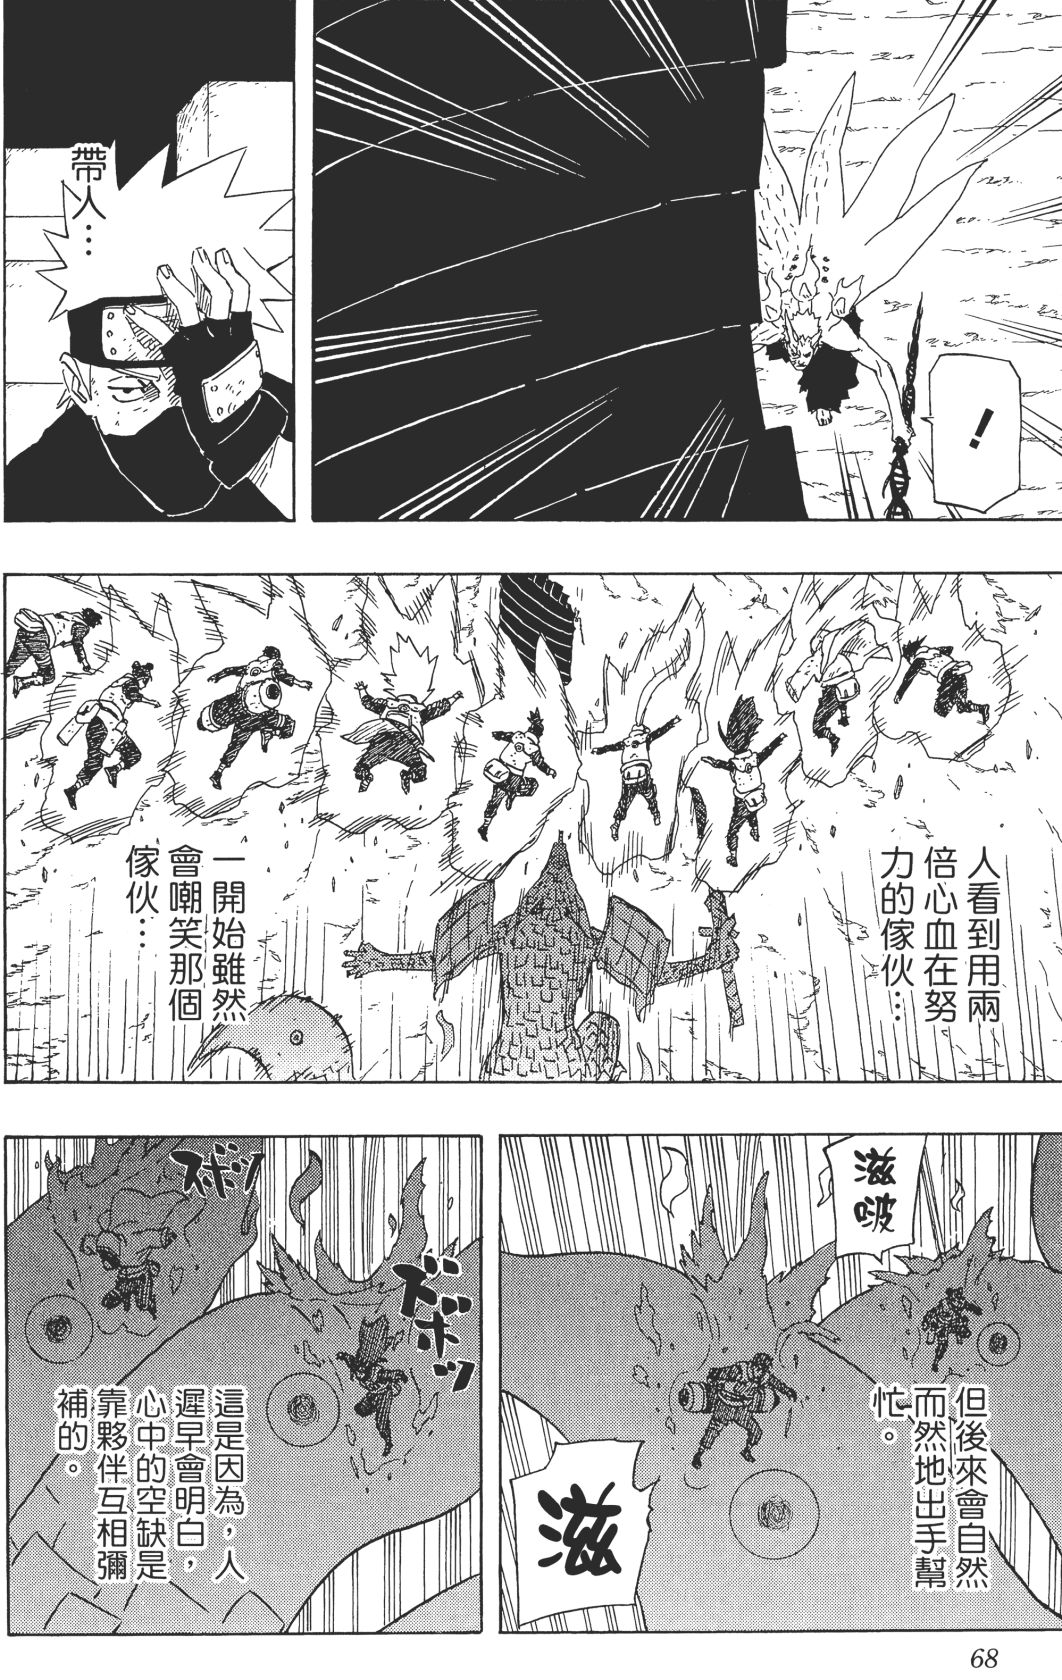 ！
帶人…
人看到用兩
倍心血在努
力的傢伙…
一開始雖然
會嘲笑那個
傢伙…
滋啵
但後來會自然
而然地出手幫
忙。
滋
ズボッ
ズボボッ
這是因為，人
遲早會明白，
心中的空缺是
靠夥伴互相彌
補的。
68